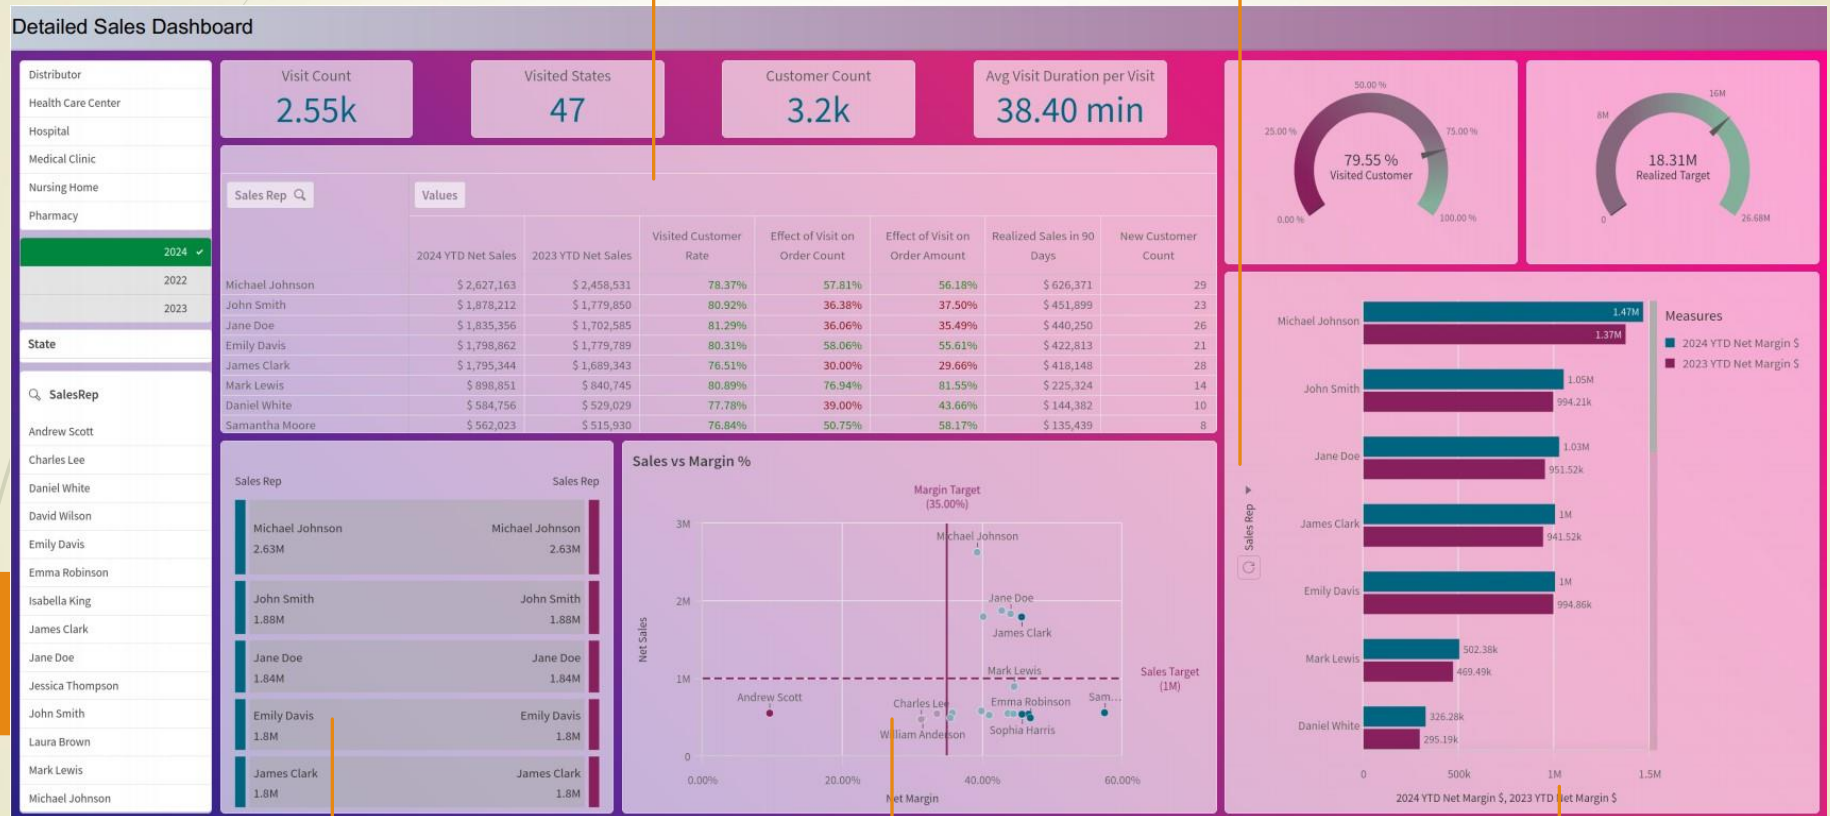 Detailed Sales Dashboard
Distributor
Health Care Center
Hospital
Medical Clinic
Nursing Home
Pharmacy
2024
2022
2023
State
SalesRep
Andrew Scott
Charles Lee
Daniel White
David Wilson
Emily Davis
Emma Robinson
Isabella King
James Clark
Jane Doe
Jessica Thompson
John Smith
Laura Brown
Mark Lewis
Michael Johnson
Visit Count
2.55k
Visited States
47
Customer Count
3.2k
Avg Visit Duration per Visit
38.40 min
Sales Rep Values
2024 YTD Net Sales 2023 YTD Net Sales Visited Customer Rate Effect of Visit on Order Count Effect of Visit on Order Amount Realized Sales in 90 Days New Customer Count
Michael Johnson $ 2,627,163 $ 2,458,531 78.37% 57.81% 56.18% $ 626,371 29
John Smith $ 1,878,212 $ 1,779,850 80.92% 36.38% 37.50% $ 451,899 23
Jane Doe $ 1,835,356 $ 1,702,585 81.29% 36.06% 35.49% $ 440,250 26
Emily Davis $ 1,798,862 $ 1,779,789 80.31% 58.06% 55.61% $ 422,813 21
James Clark $ 1,795,344 $ 1,689,343 76.51% 30.00% 29.66% $ 418,148 28
Mark Lewis $ 898,851 $ 840,745 80.89% 76.94% 81.55% $ 225,324 14
Daniel White $ 584,756 $ 529,029 77.78% 39.00% 43.66% $ 144,382 10
Samantha Moore $ 562,023 $ 515,930 76.84% 50.75% 58.17% $ 135,439 8
50.00 %
25.00 % 75.00 %
79.55 %
Visited Customer
0.00 % 100.00 %
16M
8M
18.31M
Realized Target
0 26.68M
Sales Rep Sales Rep
Michael Johnson Michael Johnson
2.63M 2.63M
John Smith John Smith
1.88M 1.88M
Jane Doe Jane Doe
1.84M 1.84M
Emily Davis Emily Davis
1.8M 1.8M
James Clark James Clark
1.8M 1.8M
Sales vs Margin %
Margin Target
(35.00%)
3M
Michael Johnson
2M
Jane Doe
James Clark
Net Sales
1M
Mark Lewis
Sales Target
(1M)
Andrew Scott
Charles Lee
Emma Robinson
Sam...
William Anderson
Sophia Harris
0
0.00% 20.00% 40.00% 60.00%
Net Margin
Sales Rep
Michael Johnson 1.47M
1.37M
John Smith 1.05M
994.21k
Jane Doe 1.03M
951.52k
James Clark 1M
941.52k
Emily Davis 1M
994.86k
Mark Lewis 502.38k
469.49k
Daniel White 326.28k
295.19k
0 500k 1M 1.5M
2024 YTD Net Margin $, 2023 YTD Net Margin $
Measures
2024 YTD Net Margin $
2023 YTD Net Margin $